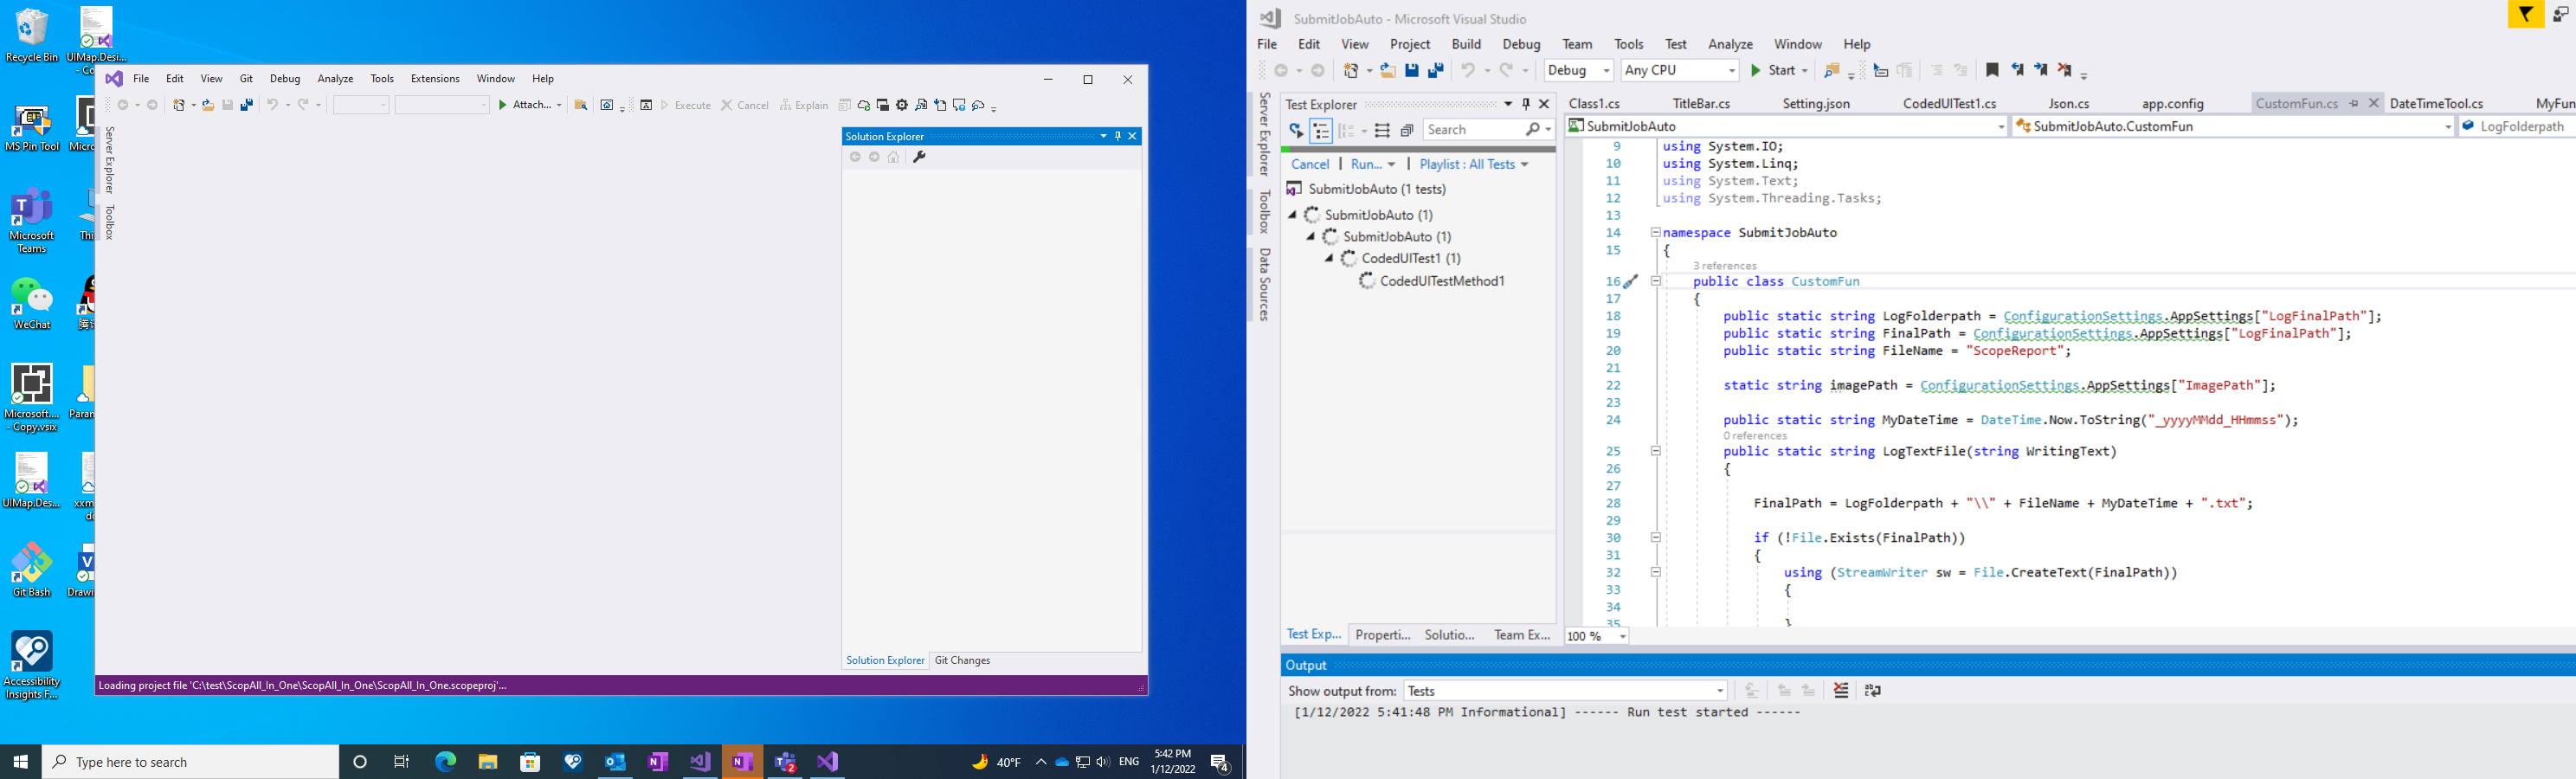 Recycle Bin
UIMap.Desi...
MS Pin Tool
Microsoft
Teams
WeChat
Microsoft....
- Copy.vsix
Param
UIMap.Des...
Git Bash
Drawi
Accessibility
Insights F...
File Edit View Git Debug Analyze Tools Extensions Window Help
Attach... Execute Cancel Explain
Server Explorer
Toolbox
Solution Explorer
Solution Explorer Git Changes
Loading project file 'C:\test\ScopAll_In_One\ScopAll_In_One\ScopAll_In_One.scopeproj'...
Type here to search
2
40°F
ENG
5:42 PM
1/12/2022
4
SubmitJobAuto - Microsoft Visual Studio
File Edit View Project Build Debug Team Tools Test Analyze Window Help
Debug Any CPU Start
Server Explorer
Toolbox
Data Sources
Test Explorer
Search
Cancel | Run... | Playlist : All Tests
SubmitJobAuto (1 tests)
SubmitJobAuto (1)
SubmitJobAuto (1)
CodedUITest1 (1)
CodedUITestMethod1
Test Exp... Properti... Solutio... Team Ex...
Class1.cs TitleBar.cs Setting.json CodedUITest1.cs Json.cs app.config CustomFun.cs DateTimeTool.cs MyFun
SubmitJobAuto SubmitJobAuto.CustomFun LogFolderpath
9 using System.IO;
10 using System.Linq;
11 using System.Text;
12 using System.Threading.Tasks;
13
14 namespace SubmitJobAuto
15 {
3 references
16 public class CustomFun
17 {
18 public static string LogFolderpath = ConfigurationSettings.AppSettings["LogFinalPath"];
19 public static string FinalPath = ConfigurationSettings.AppSettings["LogFinalPath"];
20 public static string FileName = "ScopeReport";
21
22 static string imagePath = ConfigurationSettings.AppSettings["ImagePath"];
23
24 public static string MyDateTime = DateTime.Now.ToString("_yyyyMMdd_HHmmss");
0 references
25 public static string LogTextFile(string WritingText)
26 {
27
28 FinalPath = LogFolderpath + "\\" + FileName + MyDateTime + ".txt";
29
30 if (!File.Exists(FinalPath))
31 {
32 using (StreamWriter sw = File.CreateText(FinalPath))
33 {
34
35 }
100 %
Output
Show output from: Tests
[1/12/2022 5:41:48 PM Informational] ------ Run test started ------